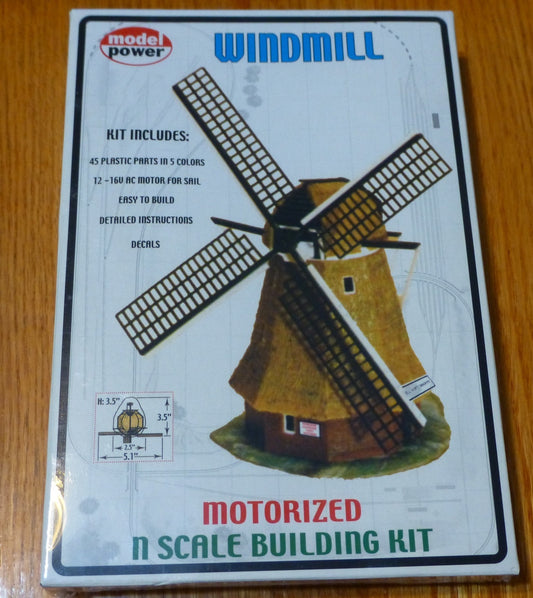 model
power
WINDMILL
KIT INCLUDES:
45 PLASTIC PARTS IN 5 COLORS
12 -16V AC MOTOR FOR SAIL
EASY TO BUILD
DETAILED INSTRUCTIONS
DECALS
H: 3.5"
3.5"
2.5"
5.1"
MOTORIZED
N SCALE BUILDING KIT